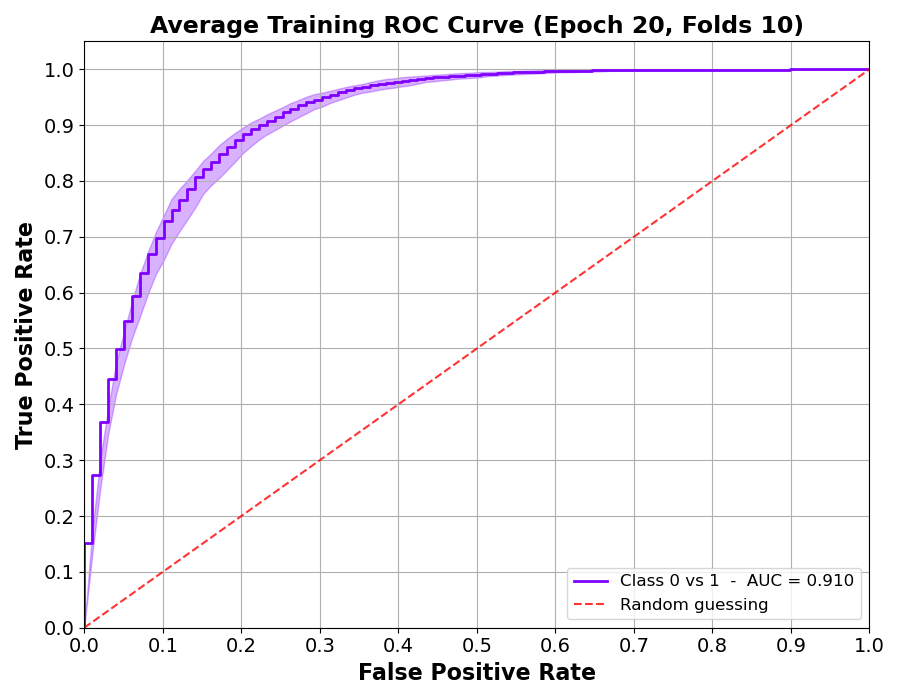 Average Training ROC Curve (Epoch 20, Folds 10)
True Positive Rate
1.0
0.9
0.8
0.7
0.6
0.5
0.4
0.3
0.2
0.1
0.0
Class 0 vs 1 - AUC = 0.910
Random guessing
0.0 0.1 0.2 0.3 0.4 0.5 0.6 0.7 0.8 0.9 1.0
False Positive Rate